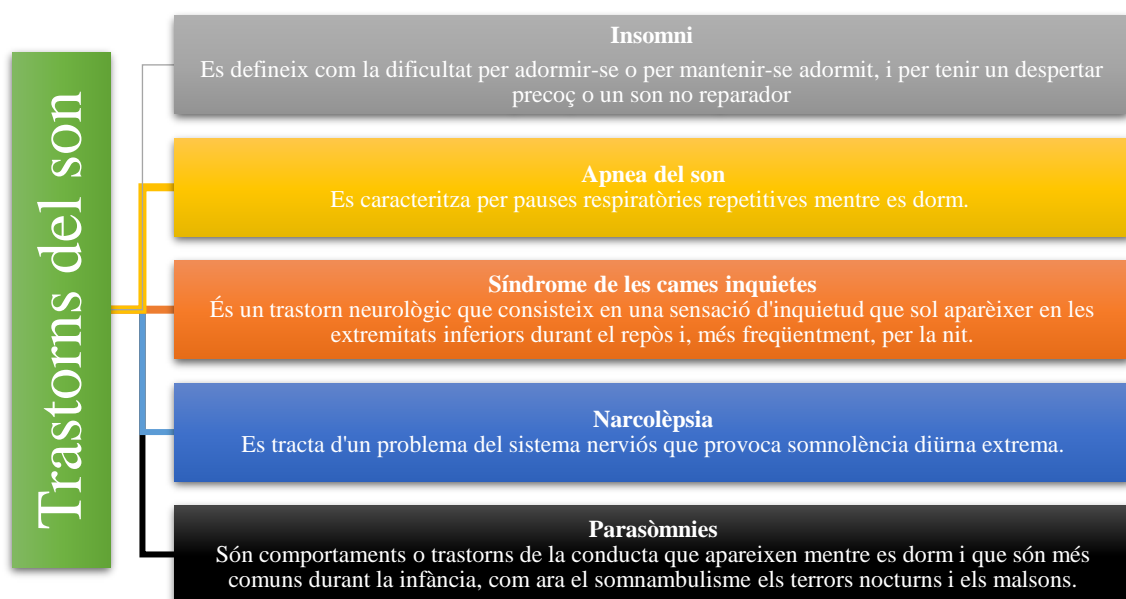 Trastorns del son
Insomni
Es defineix com la dificultat per adormir-se o per mantenir-se adormit, i per tenir un despertar
precoç o un son no reparador
Apnea del son
Es caracteritza per pauses respiratòries repetitives mentre es dorm.
Síndrome de les cames inquietes
És un trastorn neurològic que consisteix en una sensació d'inquietud que sol aparèixer en les
extremitats inferiors durant el repòs i, més freqüentment, per la nit.
Narcolèpsia
Es tracta d'un problema del sistema nerviós que provoca somnolència diürna extrema.
Parasòmnies
Són comportaments o trastorns de la conducta que apareixen mentre es dorm i que són més
comuns durant la infància, com ara el somnambulisme els terrors nocturns i els malsons.